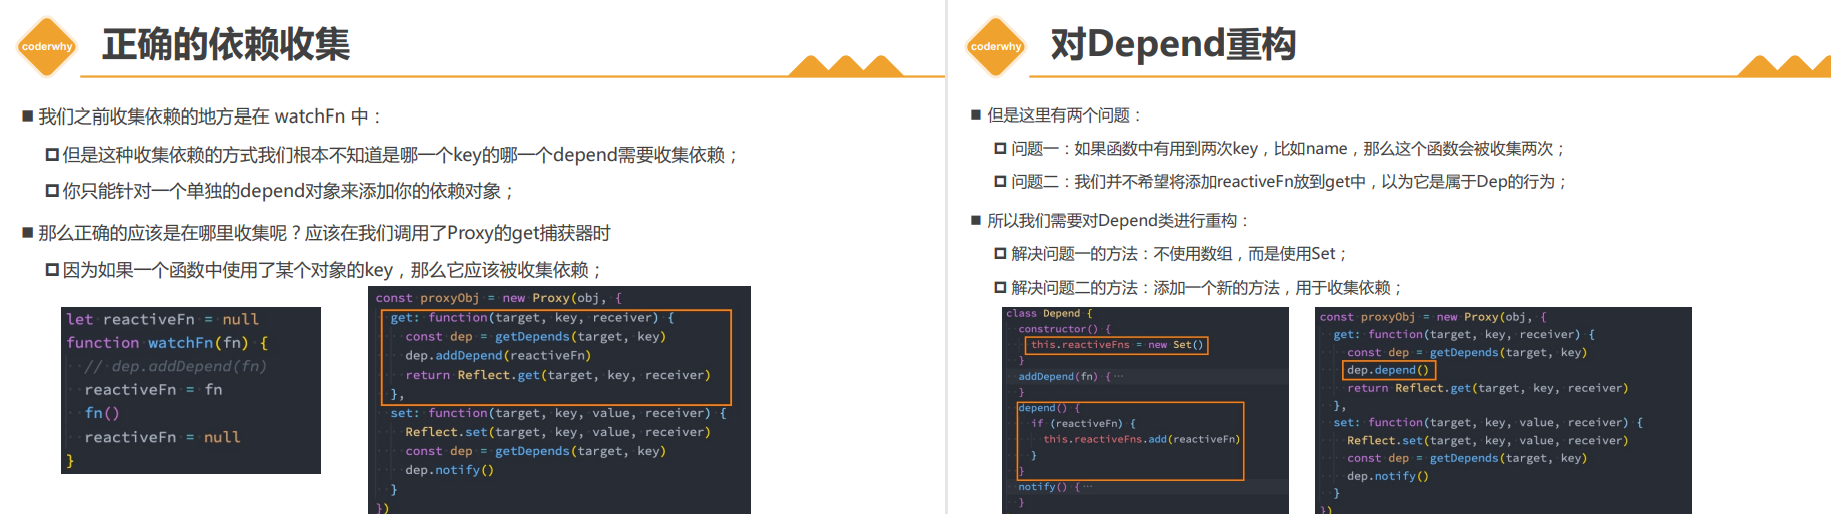 coderwhy
正确的依赖收集
■ 我们之前收集依赖的地方是在 watchFn 中：
但是这种收集依赖的方式我们根本不知道是哪一个key的哪一个depend需要收集依赖；
你只能针对一个单独的depend对象来添加你的依赖对象；
■ 那么正确的应该是在哪里收集呢？应该在我们调用了Proxy的get捕获器时
因为如果一个函数中使用了某个对象的key，那么它应该被收集依赖；
let reactiveFn = null
function watchFn(fn) {
// dep.addDepend(fn)
reactiveFn = fn
fn()
reactiveFn = null
}
const proxyObj = new Proxy(obj, {
get: function(target, key, receiver) {
const dep = getDepends(target, key)
dep.addDepend(reactiveFn)
return Reflect.get(target, key, receiver)
},
set: function(target, key, value, receiver) {
Reflect.set(target, key, value, receiver)
const dep = getDepends(target, key)
dep.notify()
}
})
coderwhy
对Depend重构
■ 但是这里有两个问题：
问题一：如果函数中有用到两次key，比如name，那么这个函数会被收集两次；
问题二：我们并不希望将添加reactiveFn放到get中，以为它是属于Dep的行为；
■ 所以我们需要对Depend类进行重构：
解决问题一的方法：不使用数组，而是使用Set；
解决问题二的方法：添加一个新的方法，用于收集依赖；
class Depend {
constructor() {
this.reactiveFns = new Set()
}
addDepend(fn) {…
}
depend() {
if (reactiveFn) {
this.reactiveFns.add(reactiveFn)
}
}
notify() {…
}
const proxyObj = new Proxy(obj, {
get: function(target, key, receiver) {
const dep = getDepends(target, key)
dep.depend()
return Reflect.get(target, key, receiver)
},
set: function(target, key, value, receiver) {
Reflect.set(target, key, value, receiver)
const dep = getDepends(target, key)
dep.notify()
}
})